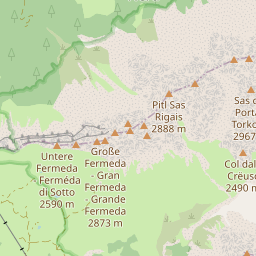 Pitl Sas
Rigais
2888 m
Sas d
Porta
Torko
2967
Untere
Fermeda -
Ferméda
di Sotto
2590 m
Große
Fermeda
- Gran
Fermeda -
Grande
Fermeda
2873 m
Col dal
Creuso
2490 m